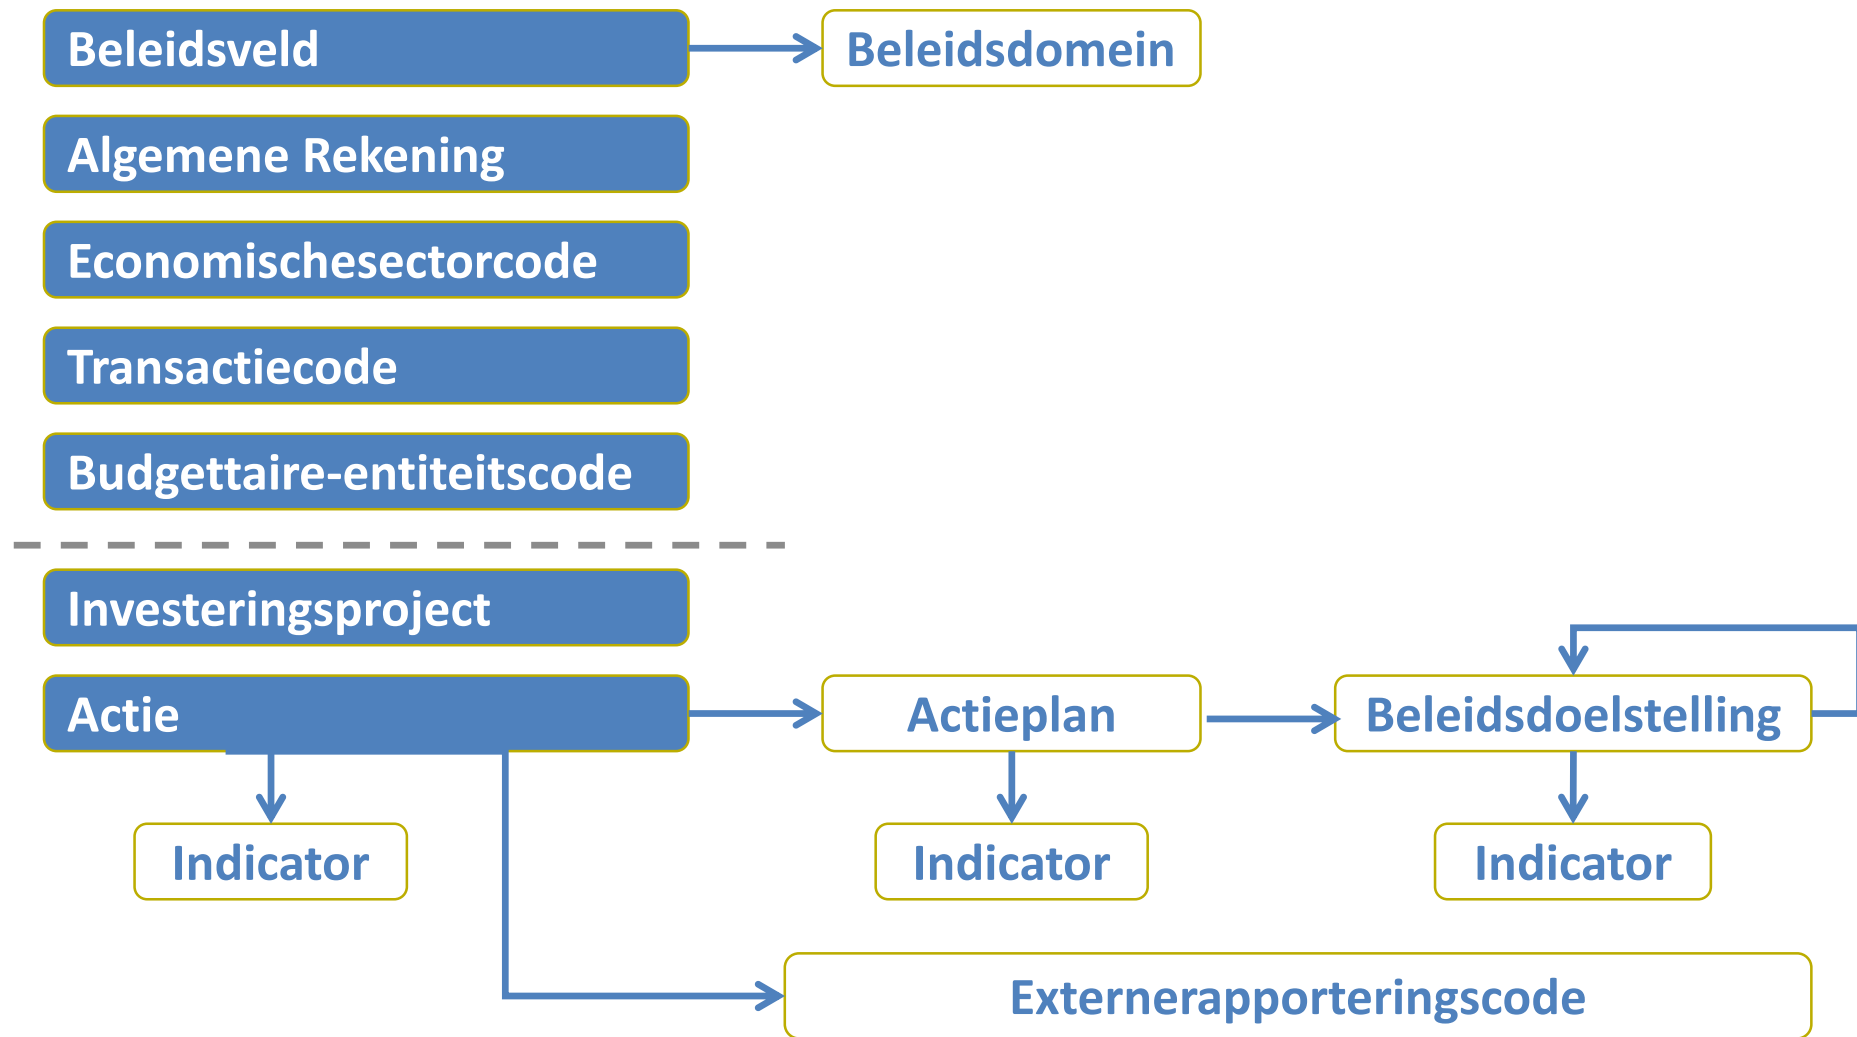 Beleidsveld
Beleidsdomein
Algemene Rekening
Economischesectorcode
Transactiecode
Budgettaire-entiteitscode
Investeringsproject
Actie
Actieplan
Beleidsdoelstelling
Indicator
Indicator
Indicator
Externerapporteringscode